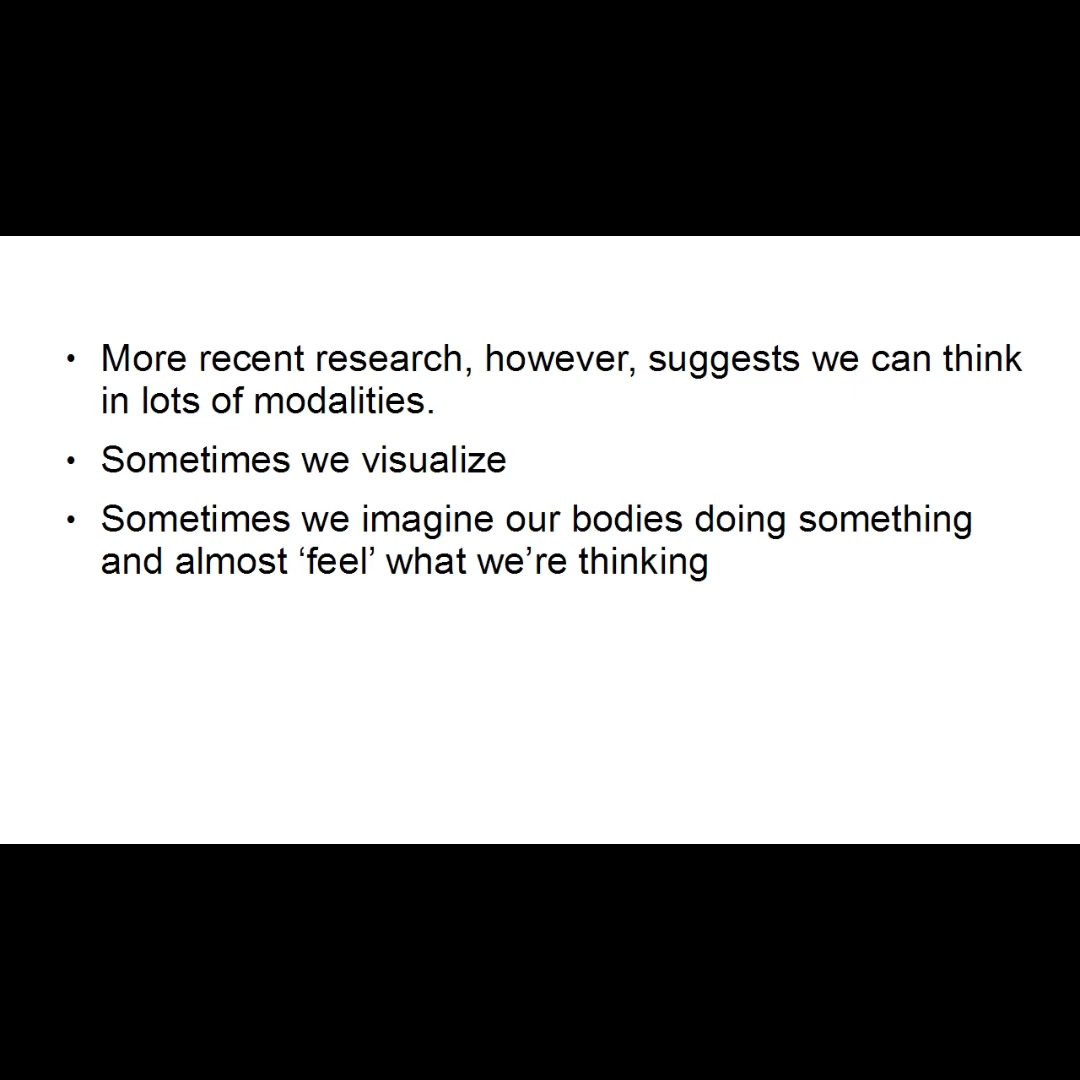 • More recent research, however, suggests we can think
in lots of modalities.
• Sometimes we visualize
• Sometimes we imagine our bodies doing something
and almost ‘feel’ what we’re thinking